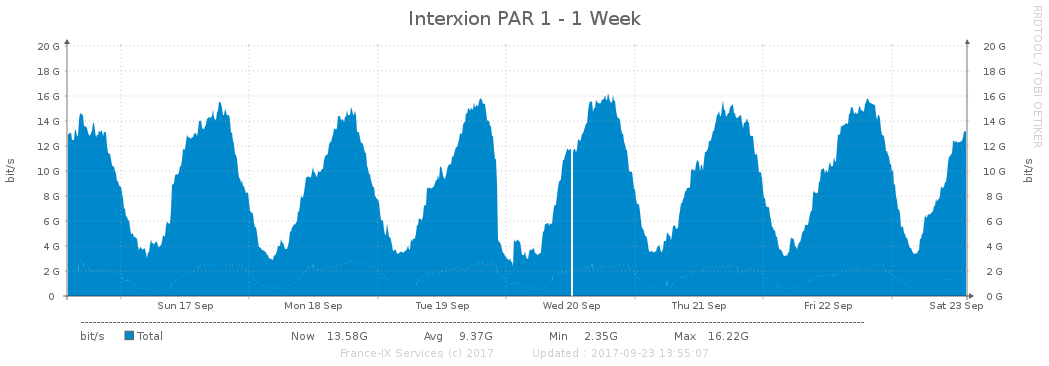 Interxion PAR 1 - 1 Week
RRDTOOL / TOBI OETIKER
bit/s
20 G 20 G
18 G 18 G
16 G 16 G
14 G 14 G
12 G 12 G
10 G 10 G
8 G 8 G
6 G 6 G
4 G 4 G
2 G 2 G
0 0 G
bit/s
Sun 17 Sep Mon 18 Sep Tue 19 Sep Wed 20 Sep Thu 21 Sep Fri 22 Sep Sat 23 Sep
bit/s Total Now 13.58G Avg 9.37G Min 2.35G Max 16.22G
France-IX Services (c) 2017 Updated : 2017-09-23 13:55:07